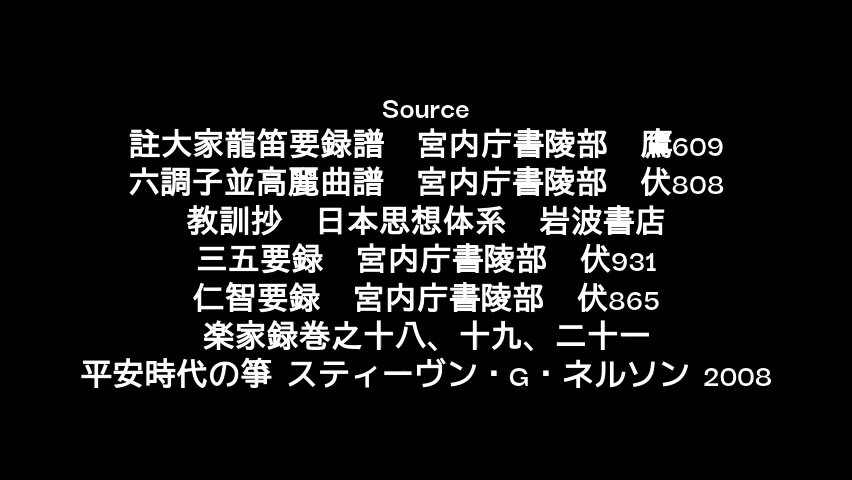 Source
註大家龍笛要録譜　宮内庁書陵部　鷹609
六調子並高麗曲譜　宮内庁書陵部　伏808
教訓抄　日本思想体系　岩波書店
三五要録　宮内庁書陵部　伏931
仁智要録　宮内庁書陵部　伏865
楽家録巻之十八、十九、二十一
平安時代の箏 スティーヴン・G・ネルソン 2008